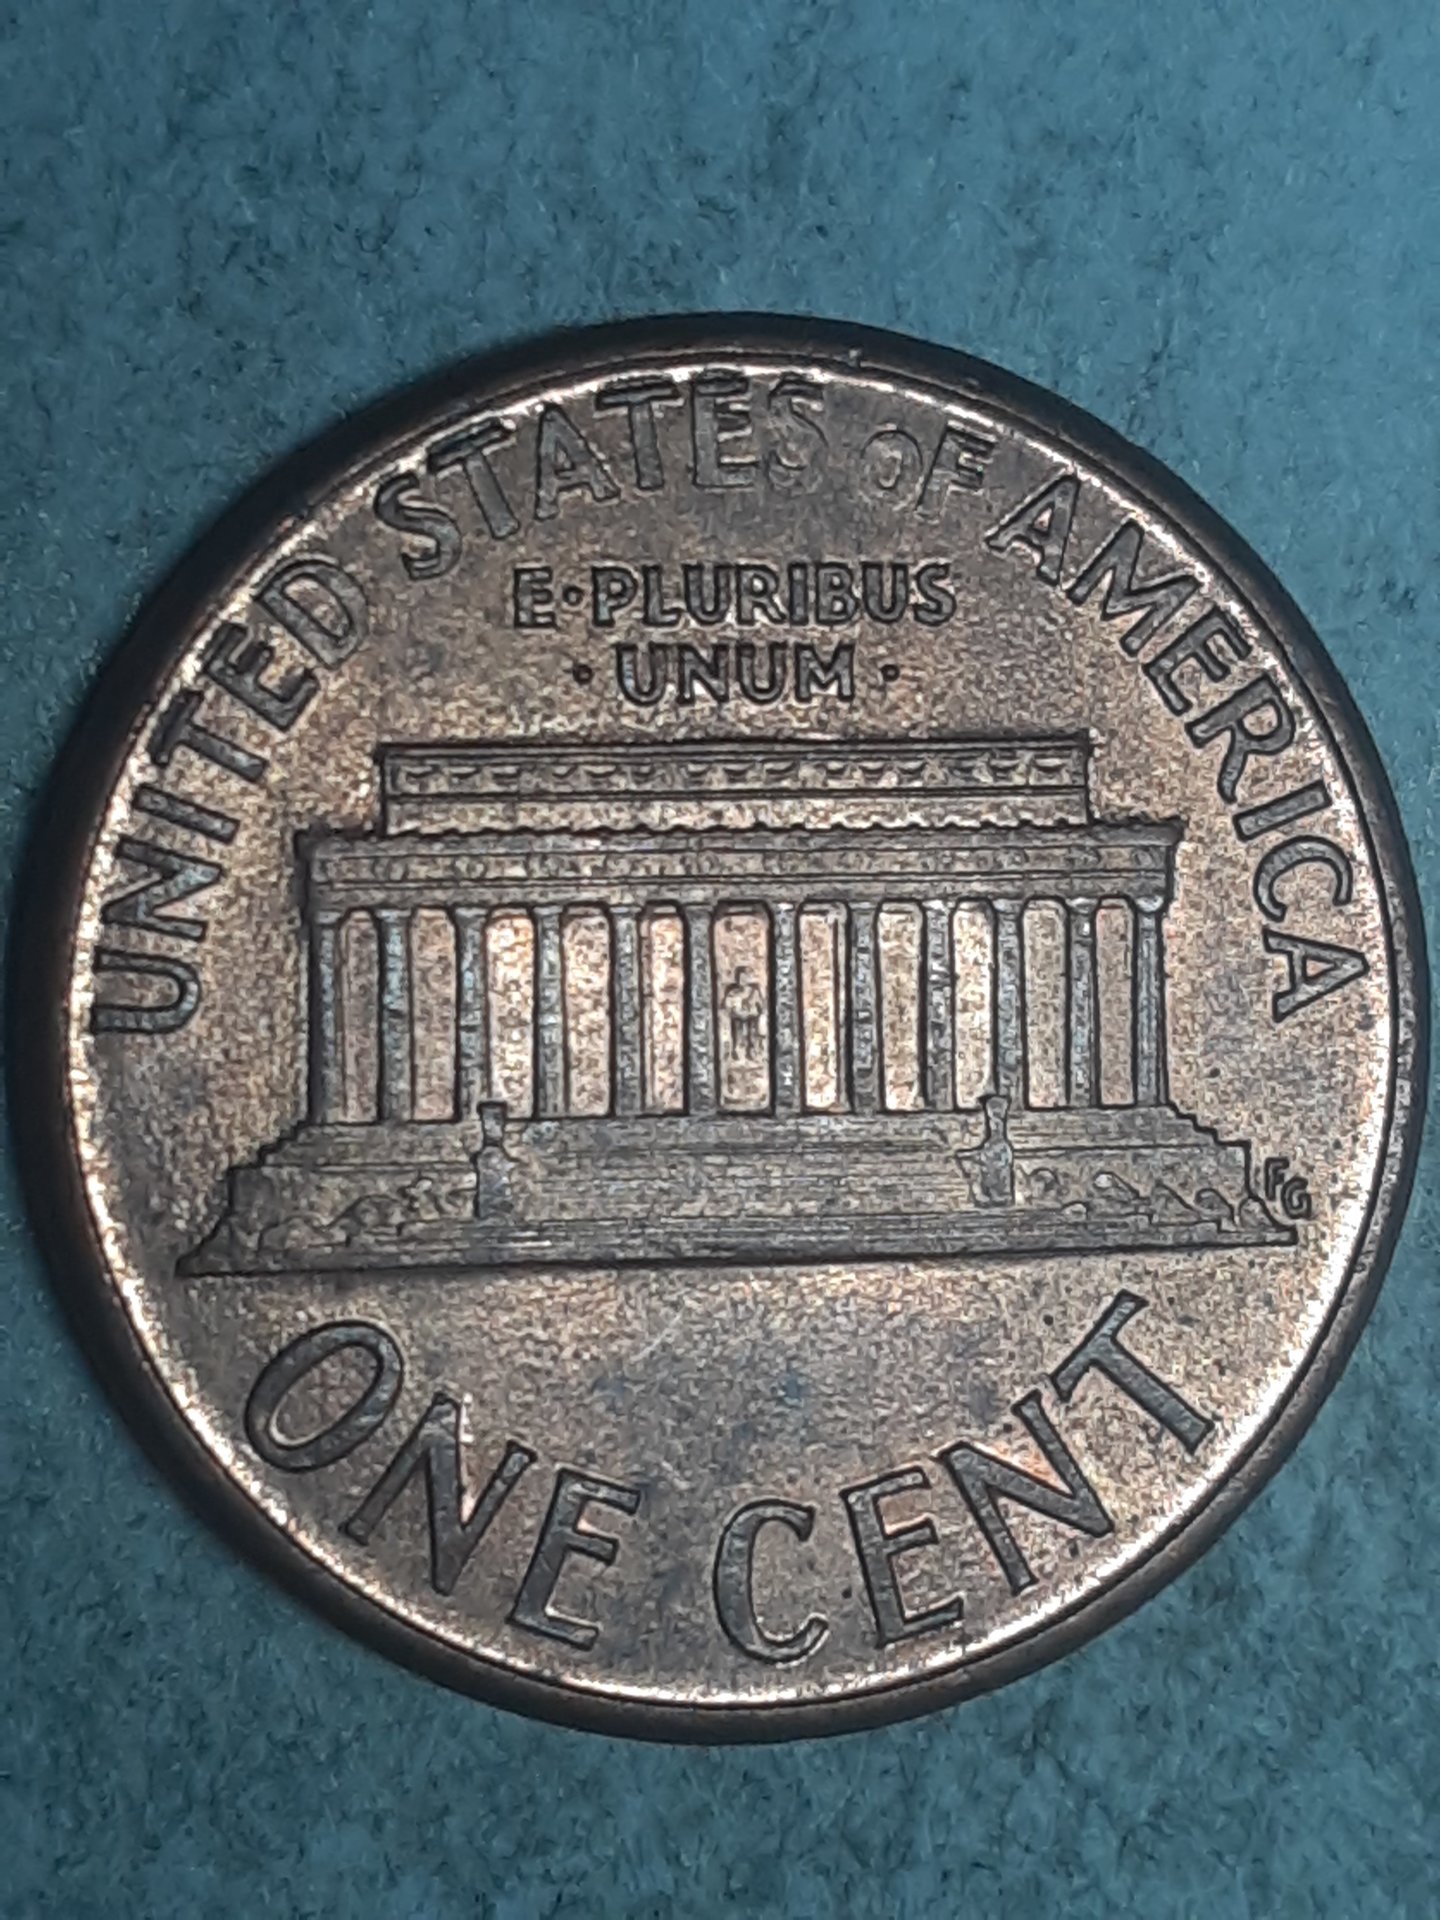 UNITED STATES OF AMERICA
E·PLURIBUS
·UNUM·
FG
ONE CENT